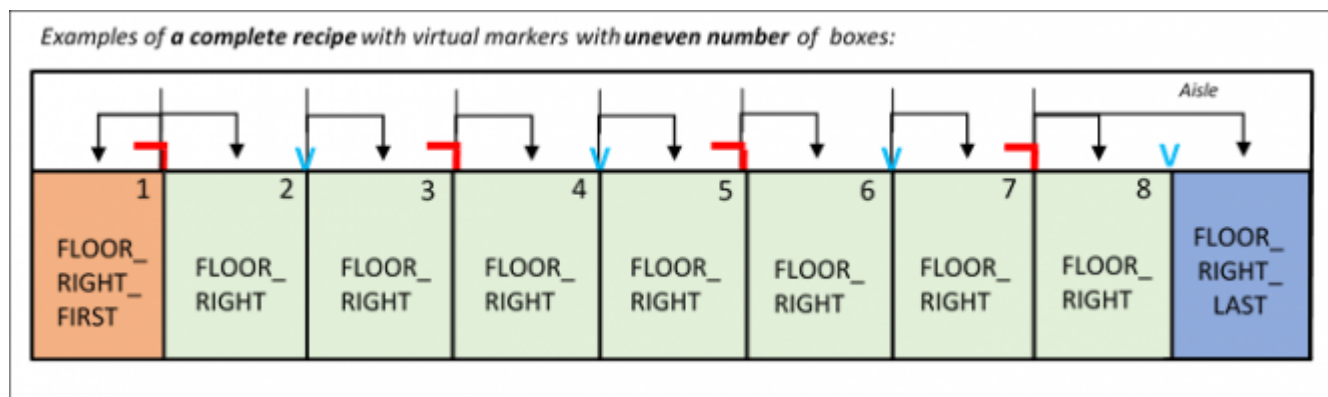 Examples of a complete recipe with virtual markers with uneven number of boxes:
Aisle
V V V V
1 2 3 4 5 6 7 8
FLOOR_
RIGHT_
FIRST
FLOOR_
RIGHT
FLOOR_
RIGHT
FLOOR_
RIGHT
FLOOR_
RIGHT
FLOOR_
RIGHT
FLOOR_
RIGHT
FLOOR_
RIGHT
FLOOR_
RIGHT_
LAST